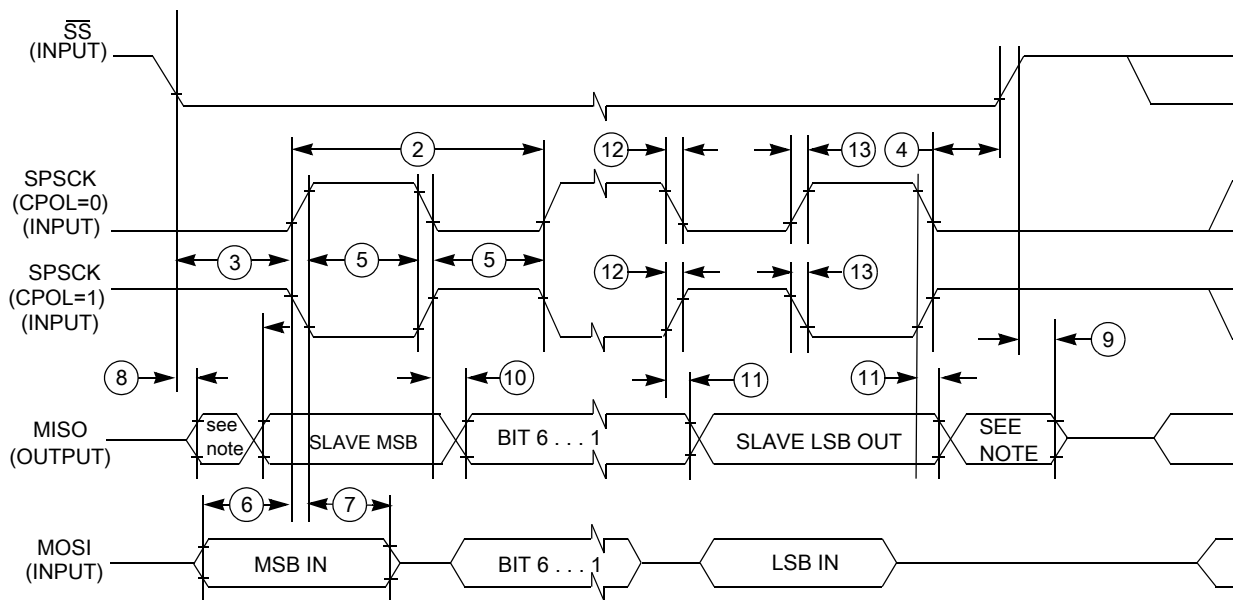 SS
(INPUT)
2
12
13
4
SPSCK
(CPOL=0)
(INPUT)
3
5
5
12
13
SPSCK
(CPOL=1)
(INPUT)
8
10
11
11
9
MISO
(OUTPUT)
see
note
SLAVE MSB
BIT 6 . . . 1
SLAVE LSB OUT
SEE
NOTE
6
7
MOSI
(INPUT)
MSB IN
BIT 6 . . . 1
LSB IN